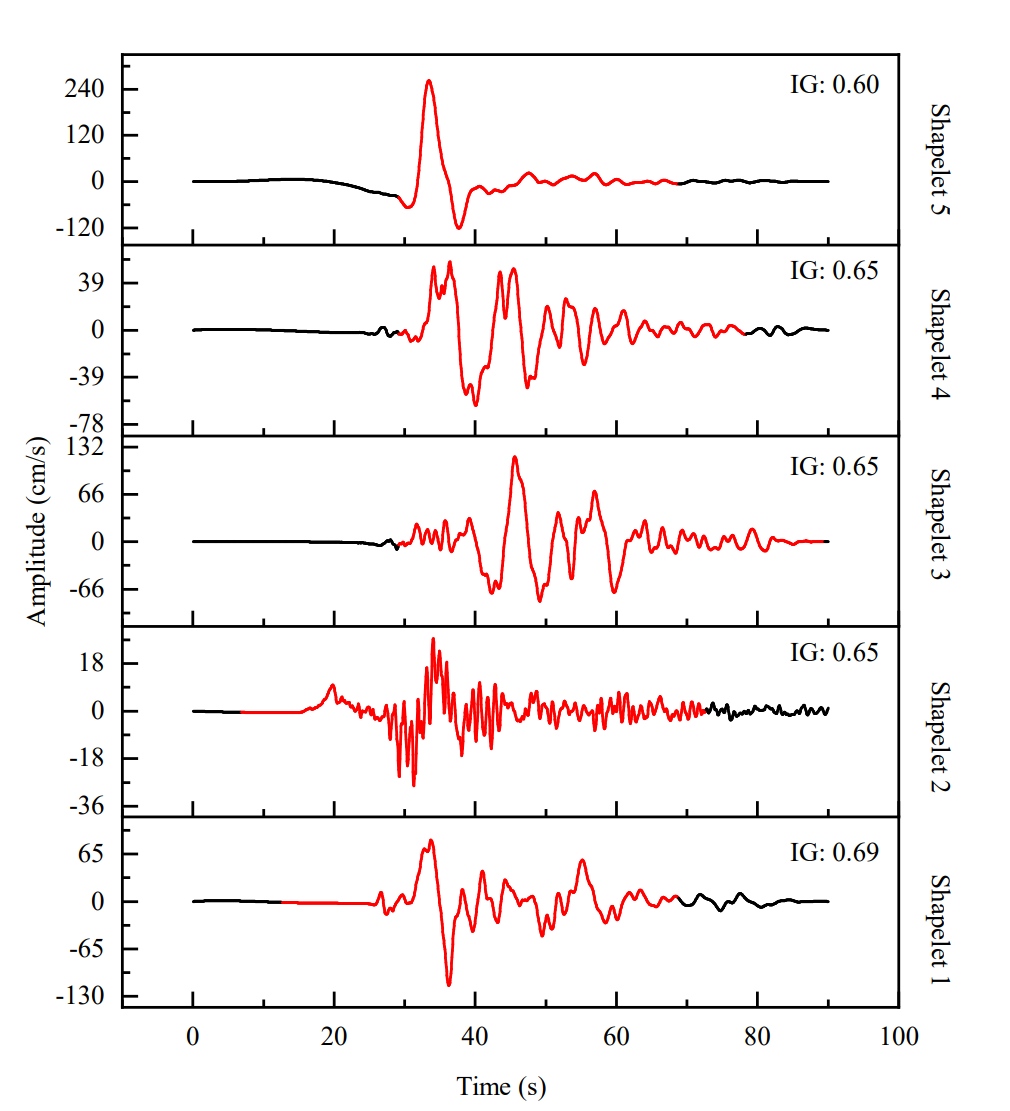 IG: 0.60
240
120
0
-120
Shapelet 5
IG: 0.65
39
0
-39
-78
Shapelet 4
IG: 0.65
132
66
0
-66
Shapelet 3
IG: 0.65
18
0
-18
-36
Shapelet 2
IG: 0.69
65
0
-65
-130
Shapelet 1
Amplitude (cm/s)
0 20 40 60 80 100
Time (s)